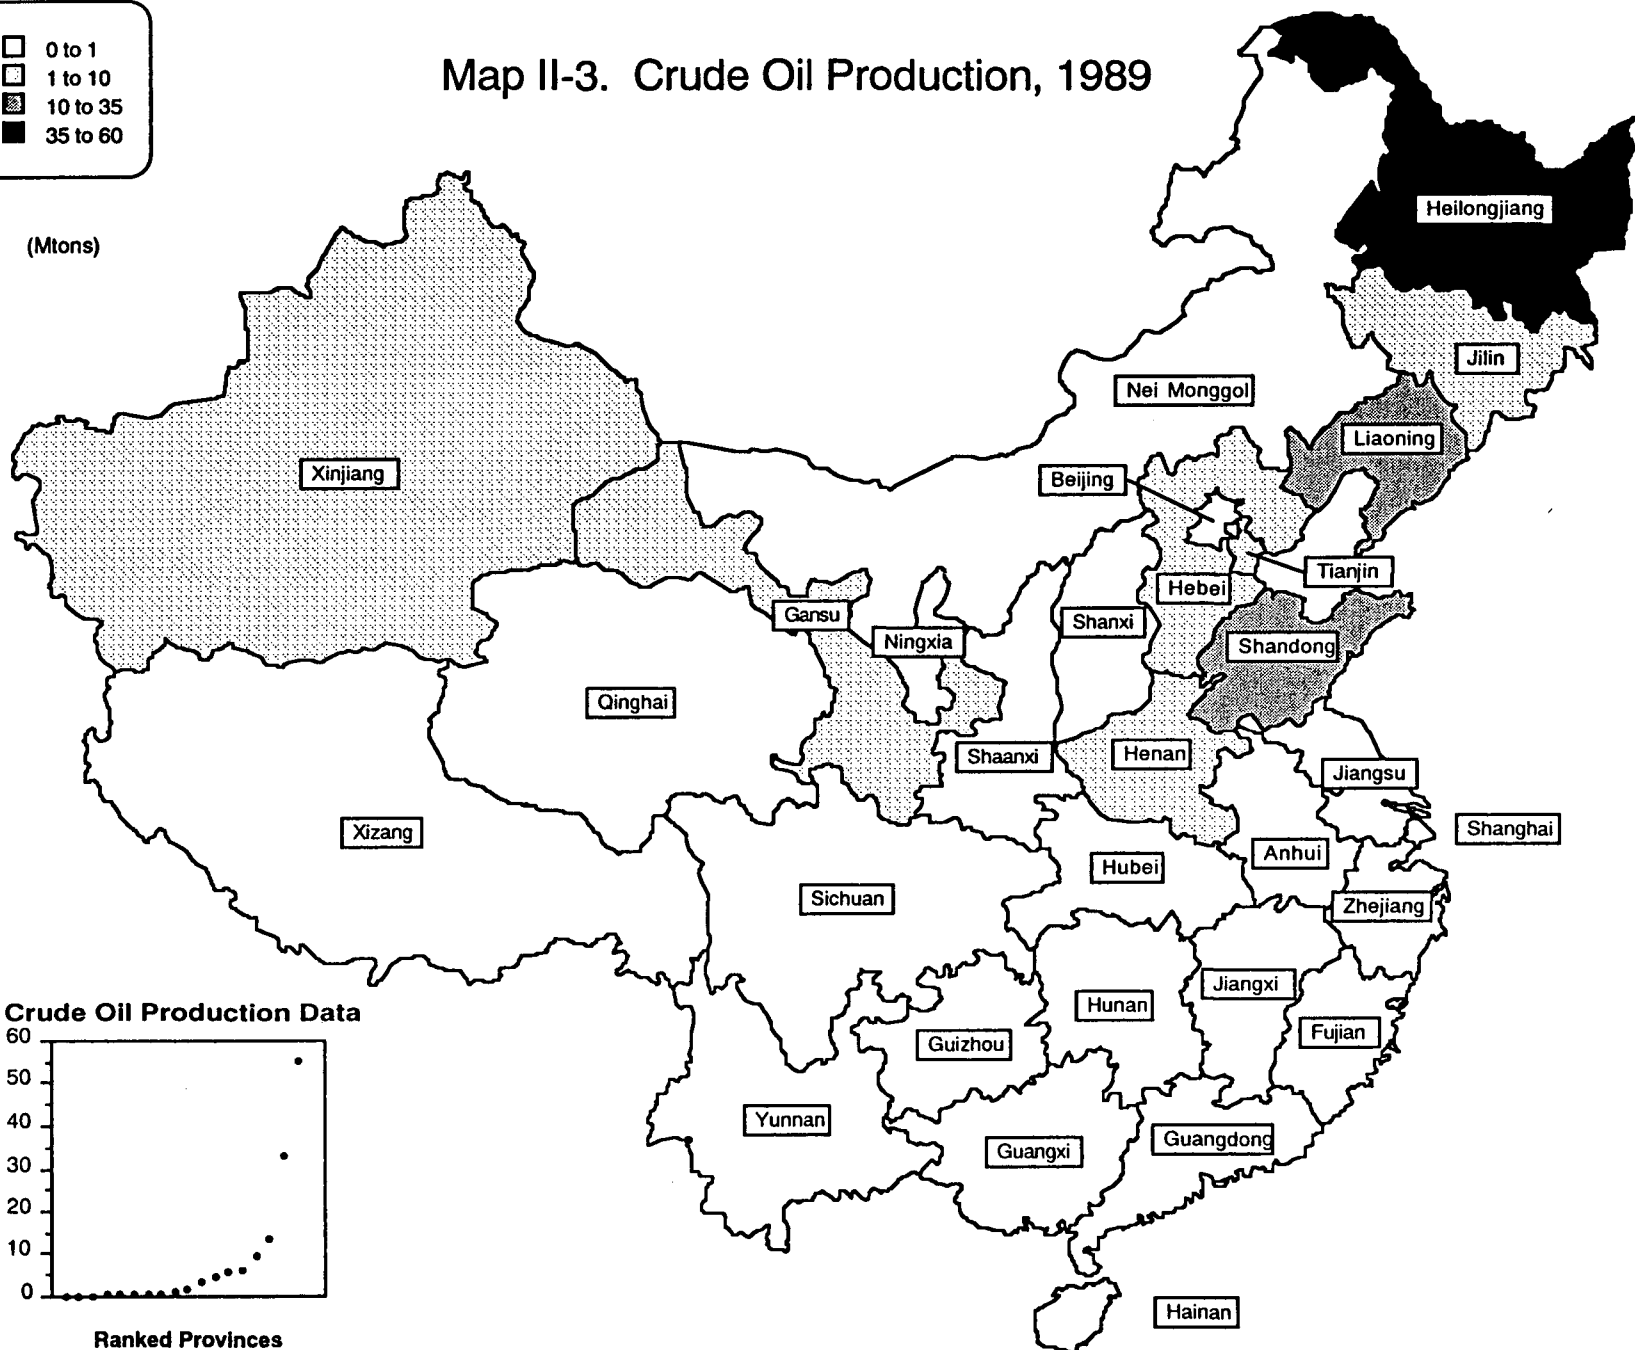 0 to 1
1 to 10
10 to 35
35 to 60
Map II-3. Crude Oil Production, 1989
(Mtons)
Heilongjiang
Jilin
Nei Monggol
Liaoning
Xinjiang
Beijing
Tianjin
Hebei
Gansu
Ningxia
Shanxi
Shandong
Qinghai
Shaanxi
Henan
Jiangsu
Xizang
Shanghai
Hubei
Anhui
Sichuan
Zhejiang
Jiangxi
Hunan
Fujian
Guizhou
Yunnan
Guangxi
Guangdong
Hainan
Crude Oil Production Data
60
50
40
30
20
10
0
Ranked Provinces